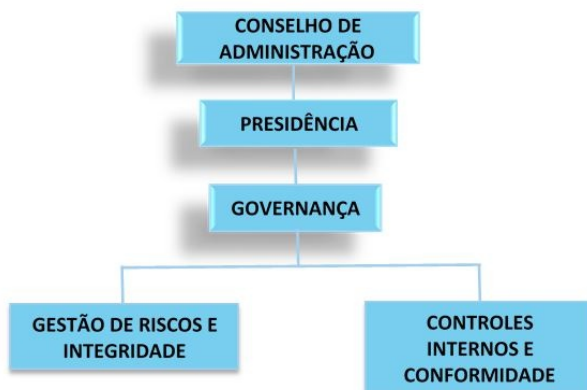 CONSELHO DE
ADMINISTRAÇÃO
PRESIDÊNCIA
GOVERNANÇA
GESTÃO DE RISCOS E
INTEGRIDADE
CONTROLES
INTERNOS E
CONFORMIDADE